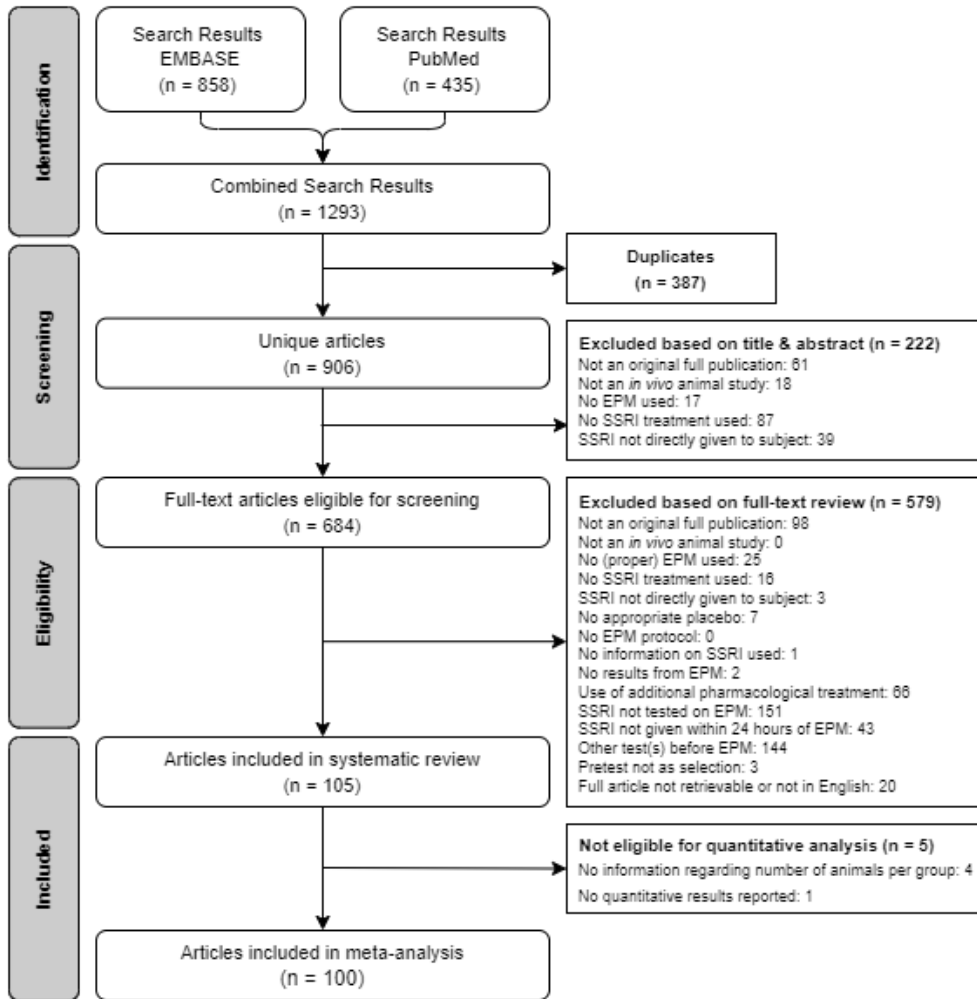 Identification
Search Results
EMBASE
(n = 858)
Search Results
PubMed
(n = 435)
Combined Search Results
(n = 1293)
Screening
Duplicates
(n = 387)
Unique articles
(n = 906)
Excluded based on title & abstract (n = 222)
Not an original full publication: 61
Not an in vivo animal study: 18
No EPM used: 17
No SSRI treatment used: 87
SSRI not directly given to subject: 39
Eligibility
Full-text articles eligible for screening
(n = 684)
Excluded based on full-text review (n = 579)
Not an original full publication: 98
Not an in vivo animal study: 0
No (proper) EPM used: 25
No SSRI treatment used: 16
SSRI not directly given to subject: 3
No appropriate placebo: 7
No EPM protocol: 0
No information on SSRI used: 1
No results from EPM: 2
Use of additional pharmacological treatment: 66
SSRI not tested on EPM: 151
SSRI not given within 24 hours of EPM: 43
Other test(s) before EPM: 144
Pretest not as selection: 3
Full article not retrievable or not in English: 20
Included
Articles included in systematic review
(n = 105)
Not eligible for quantitative analysis (n = 5)
No information regarding number of animals per group: 4
No quantitative results reported: 1
Articles included in meta-analysis
(n = 100)